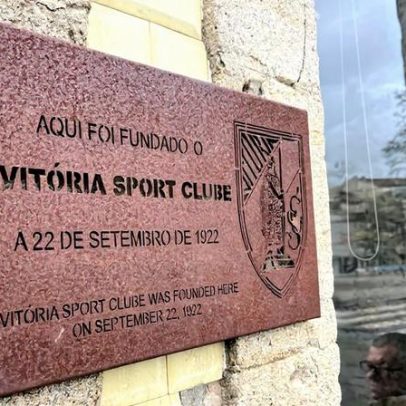 AQUI FOI FUNDADO O
VITÓRIA SPORT CLUBE
A 22 DE SETEMBRO DE 1922
VITÓRIA SPORT CLUBE WAS FOUNDED HERE
ON SEPTEMBER 22, 1922